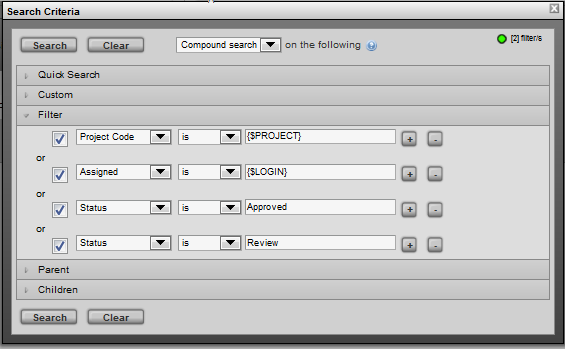 Search Criteria
Search Clear Compound search on the following ? [2] filter/s
Quick Search
Custom
Filter
Project Code is {$PROJECT} + -
or
Assigned is {$LOGIN} + -
or
Status is Approved + -
or
Status is Review + -
Parent
Children
Search Clear